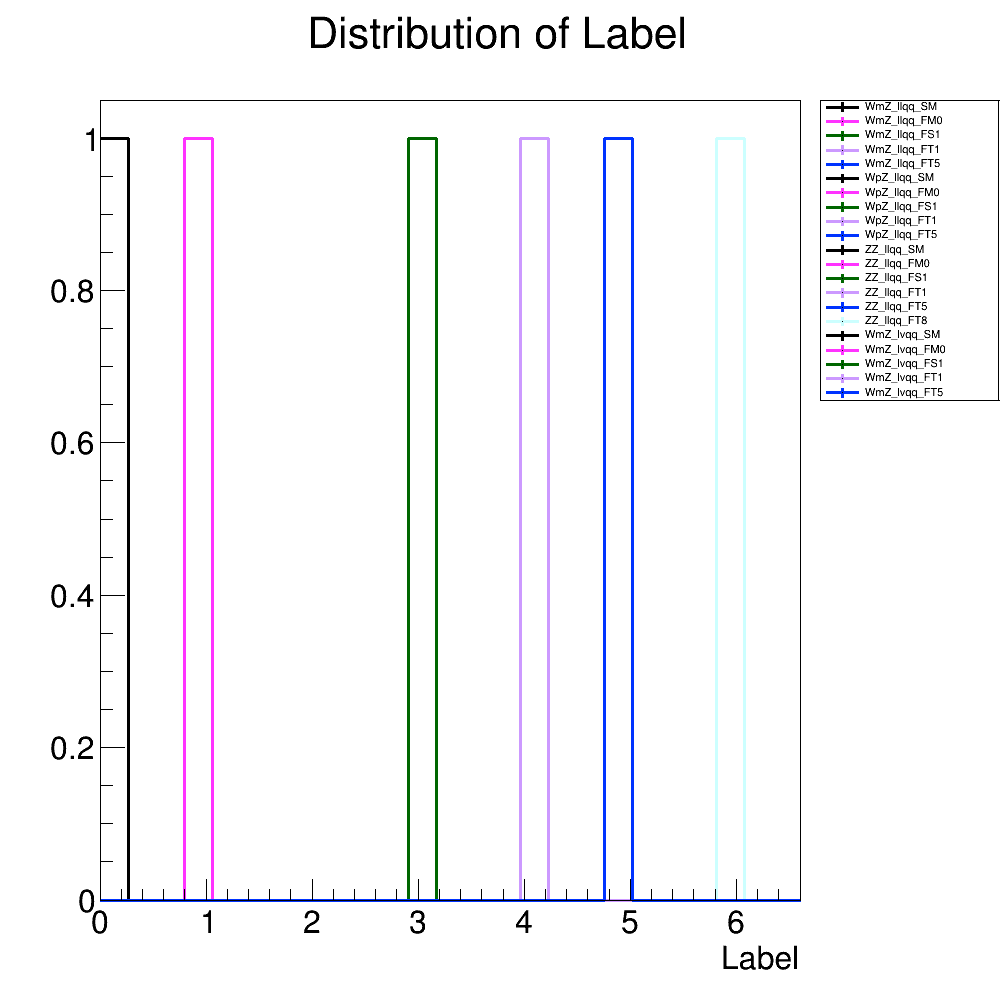 Distribution of Label
1
0.8
0.6
0.4
0.2
0
0 1 2 3 4 5 6
Label
WmZ_llqq_SM
WmZ_llqq_FM0
WmZ_llqq_FS1
WmZ_llqq_FT1
WmZ_llqq_FT5
WpZ_llqq_SM
WpZ_llqq_FM0
WpZ_llqq_FS1
WpZ_llqq_FT1
WpZ_llqq_FT5
ZZ_llqq_SM
ZZ_llqq_FM0
ZZ_llqq_FS1
ZZ_llqq_FT1
ZZ_llqq_FT5
ZZ_llqq_FT8
WmZ_lvqq_SM
WmZ_lvqq_FM0
WmZ_lvqq_FS1
WmZ_lvqq_FT1
WmZ_lvqq_FT5